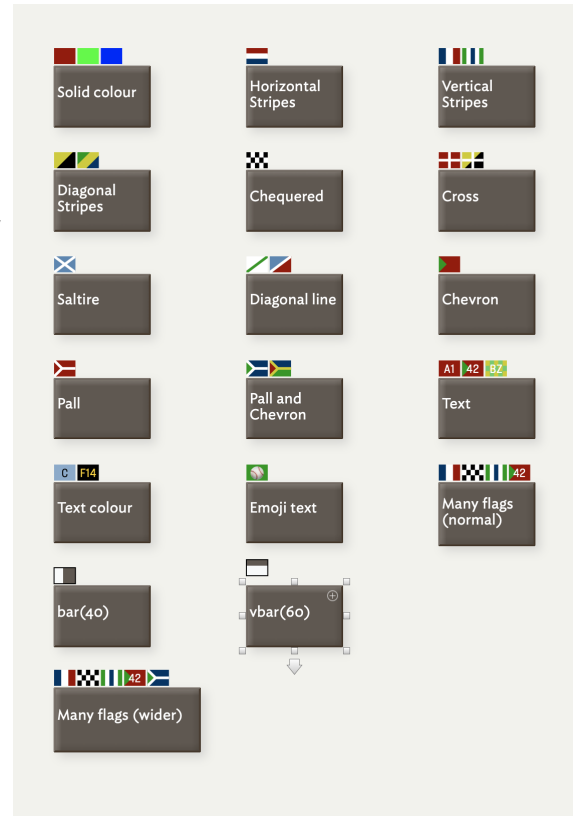 Solid colour
Horizontal
Stripes
Vertical
Stripes
Diagonal
Stripes
Chequered
Cross
Saltire
Diagonal line
Chevron
Pall
Pall and
Chevron
A1 42 BZ
Text
C F14
Text colour
Emoji text
42
Many flags
(normal)
bar(40)
vbar(60)
42
Many flags (wider)